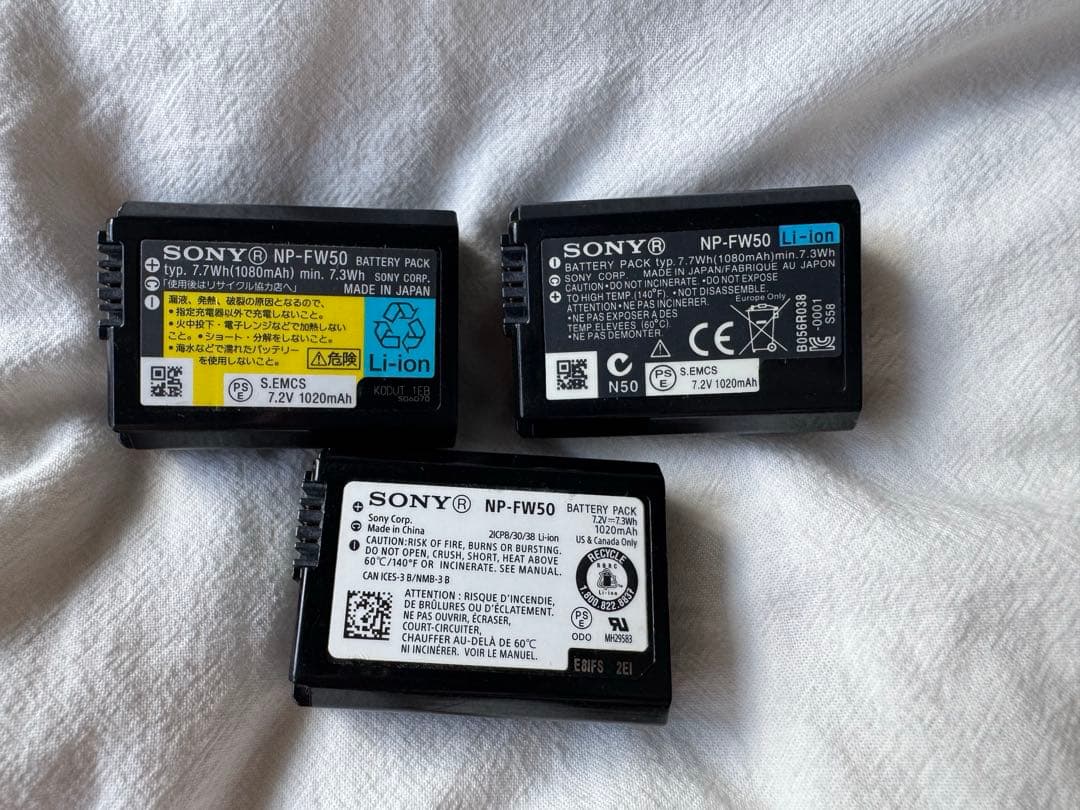 SONY® NP-FW50 BATTERY PACK
typ. 7.7Wh(1080mAh) min. 7.3Wh SONY CORP.
「使用後はリサイクル協力店へ」 MADE IN JAPAN
漏液、発熱、破裂の原因となるので、
•指定充電器以外で充電しないこと。
•火中投下・電子レンジなどで加熱しない
こと。•ショート・分解をしないこと。
•海水などで濡れたバッテリー
を使用しないこと。
⚠危険
Li-ion
PS
E
S.EMCS
7.2V 1020mAh
KODUT 1EB
S06D70
SONY® NP-FW50 Li-ion
BATTERY PACK typ. 7.7Wh(1080mAh)min. 7.3Wh
SONY CORP. MADE IN JAPAN/FABRIQUÉ AU JAPON
CAUTION•DO NOT INCINERATE.•DO NOT EXPOSE
TO HIGH TEMP. (140°F). •NOT DISASSEMBLE.
ATTENTION•NE PAS INCINERER.
•NE PAS EXPOSER A DES
TEMP. ELEVEES (60°C).
•NE PAS DEMONTER.
Europe Only
CE
B056R038
-0001
S58
N50
PS
E
S.EMCS
7.2V 1020mAh
SONY® NP-FW50 BATTERY PACK
7.2V⎓7.3Wh
1020mAh
Sony Corp.
Made in China 2ICP8/30/38 Li-ion
US & Canada Only
CAUTION:RISK OF FIRE, BURNS OR BURSTING.
DO NOT OPEN, CRUSH, SHORT, HEAT ABOVE
60°C/140°F OR INCINERATE. SEE MANUAL.
CAN ICES-3 B/NMB-3 B
ATTENTION : RISQUE D'INCENDIE,
DE BRÛLURES OU D'ÉCLATEMENT.
NE PAS OUVRIR, ÉCRASER,
COURT-CIRCUITER,
CHAUFFER AU-DELÀ DE 60°C
NI INCINÉRER. VOIR LE MANUEL.
RECYCLE
RBRC
Li-ion
1.800.822.8837
PS
E
ODO
MH29583
E81FS 2E1